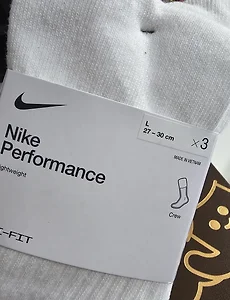 L
27 - 30 cm
×3
MADE IN VIETNAM
Nike
Performance
ightweight
Crew
I-FIT